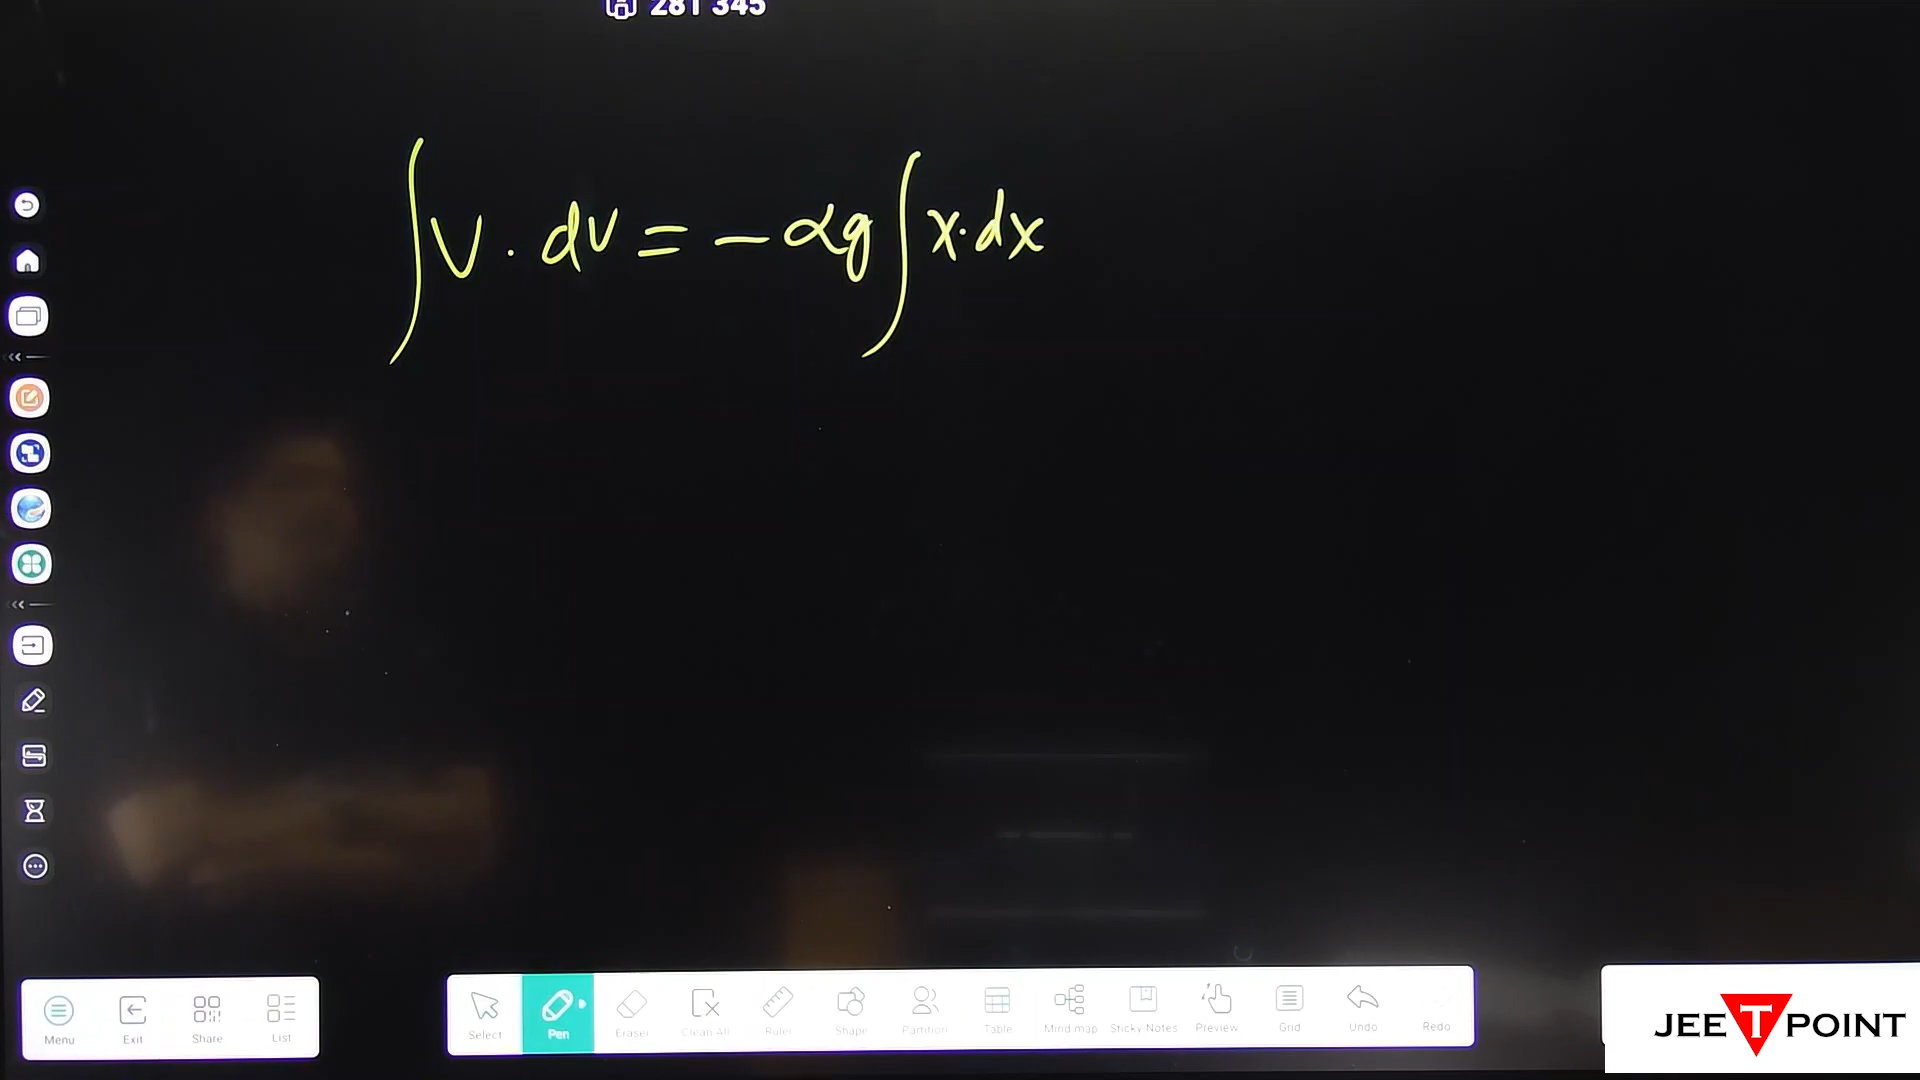 281 345
∫V · dv = − αg ∫x·dx
Menu Exit Share List
Select Pen Eraser Clean All Ruler Shape Partition Table Mind map Sticky Notes Preview Grid Undo Redo
JEE T POINT